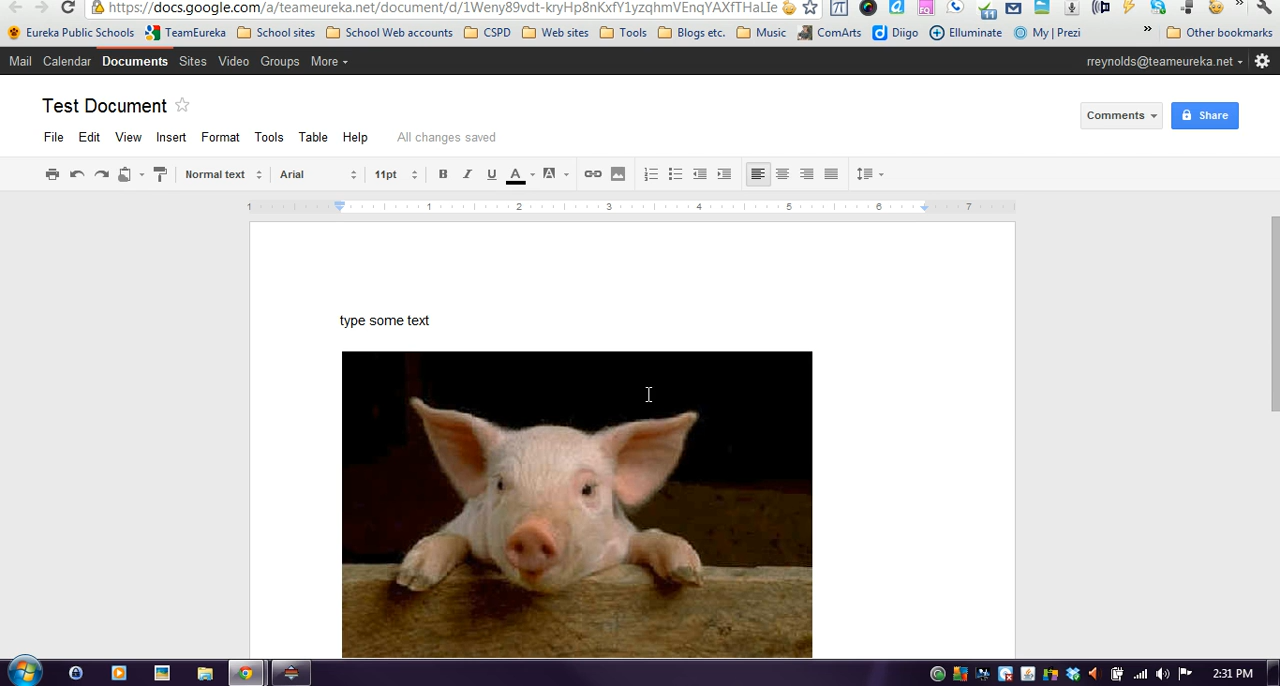 https://docs.google.com/a/teameureka.net/document/d/1Weny89vdt-kryHp8nKxfY1yzqhmVEnqYAXfTHaLIe
Eureka Public Schools TeamEureka School sites School Web accounts CSPD Web sites Tools Blogs etc. Music ComArts Diigo Elluminate My | Prezi » Other bookmarks
Mail Calendar Documents Sites Video Groups More rreynolds@teameureka.net
Test Document
Comments Share
File Edit View Insert Format Tools Table Help All changes saved
Normal text Arial 11pt B I U A A
1 1 2 3 4 5 6 7
type some text
2:31 PM